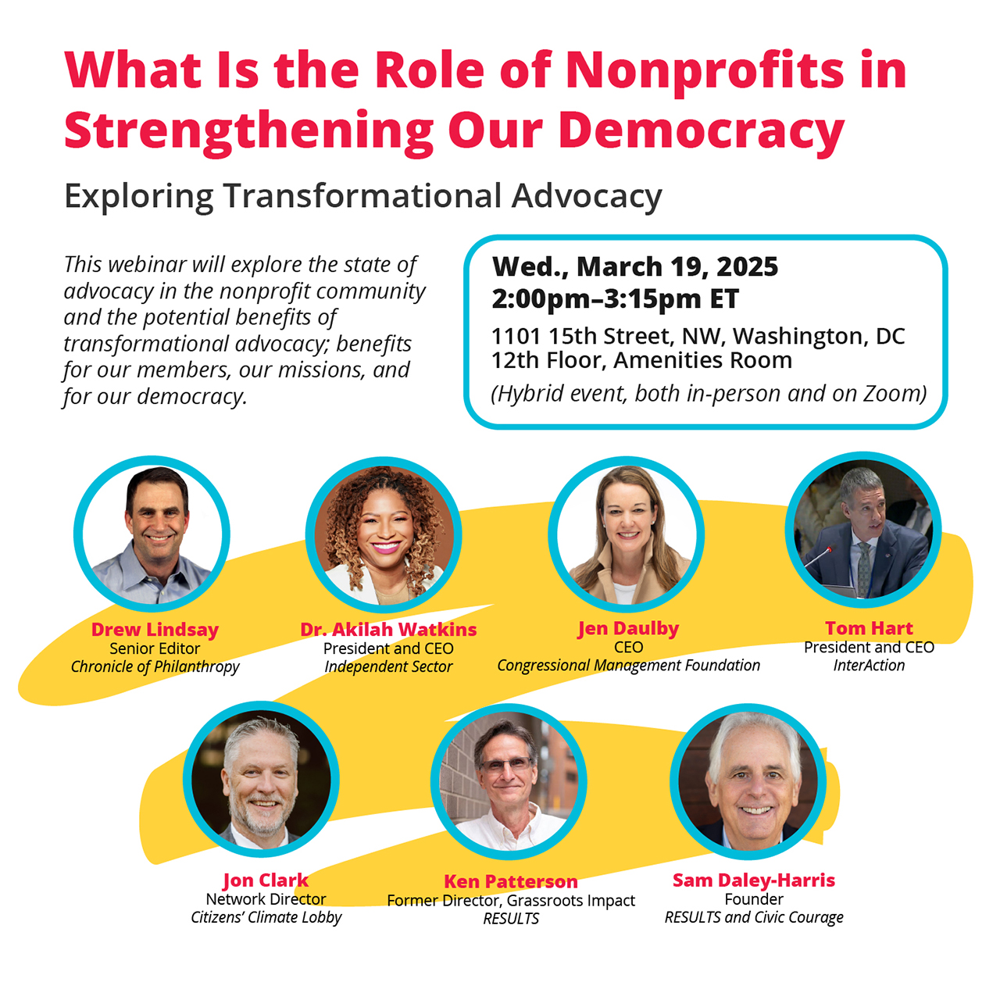 What Is the Role of Nonprofits in
Strengthening Our Democracy
Exploring Transformational Advocacy
This webinar will explore the state of
advocacy in the nonprofit community
and the potential benefits of
transformational advocacy; benefits
for our members, our missions, and
for our democracy.
Wed., March 19, 2025
2:00pm–3:15pm ET
1101 15th Street, NW, Washington, DC
12th Floor, Amenities Room
(Hybrid event, both in-person and on Zoom)
Drew Lindsay
Senior Editor
Chronicle of Philanthropy
Dr. Akilah Watkins
President and CEO
Independent Sector
Jen Daulby
CEO
Congressional Management Foundation
Tom Hart
President and CEO
InterAction
Jon Clark
Network Director
Citizens’ Climate Lobby
Ken Patterson
Former Director, Grassroots Impact
RESULTS
Sam Daley-Harris
Founder
RESULTS and Civic Courage